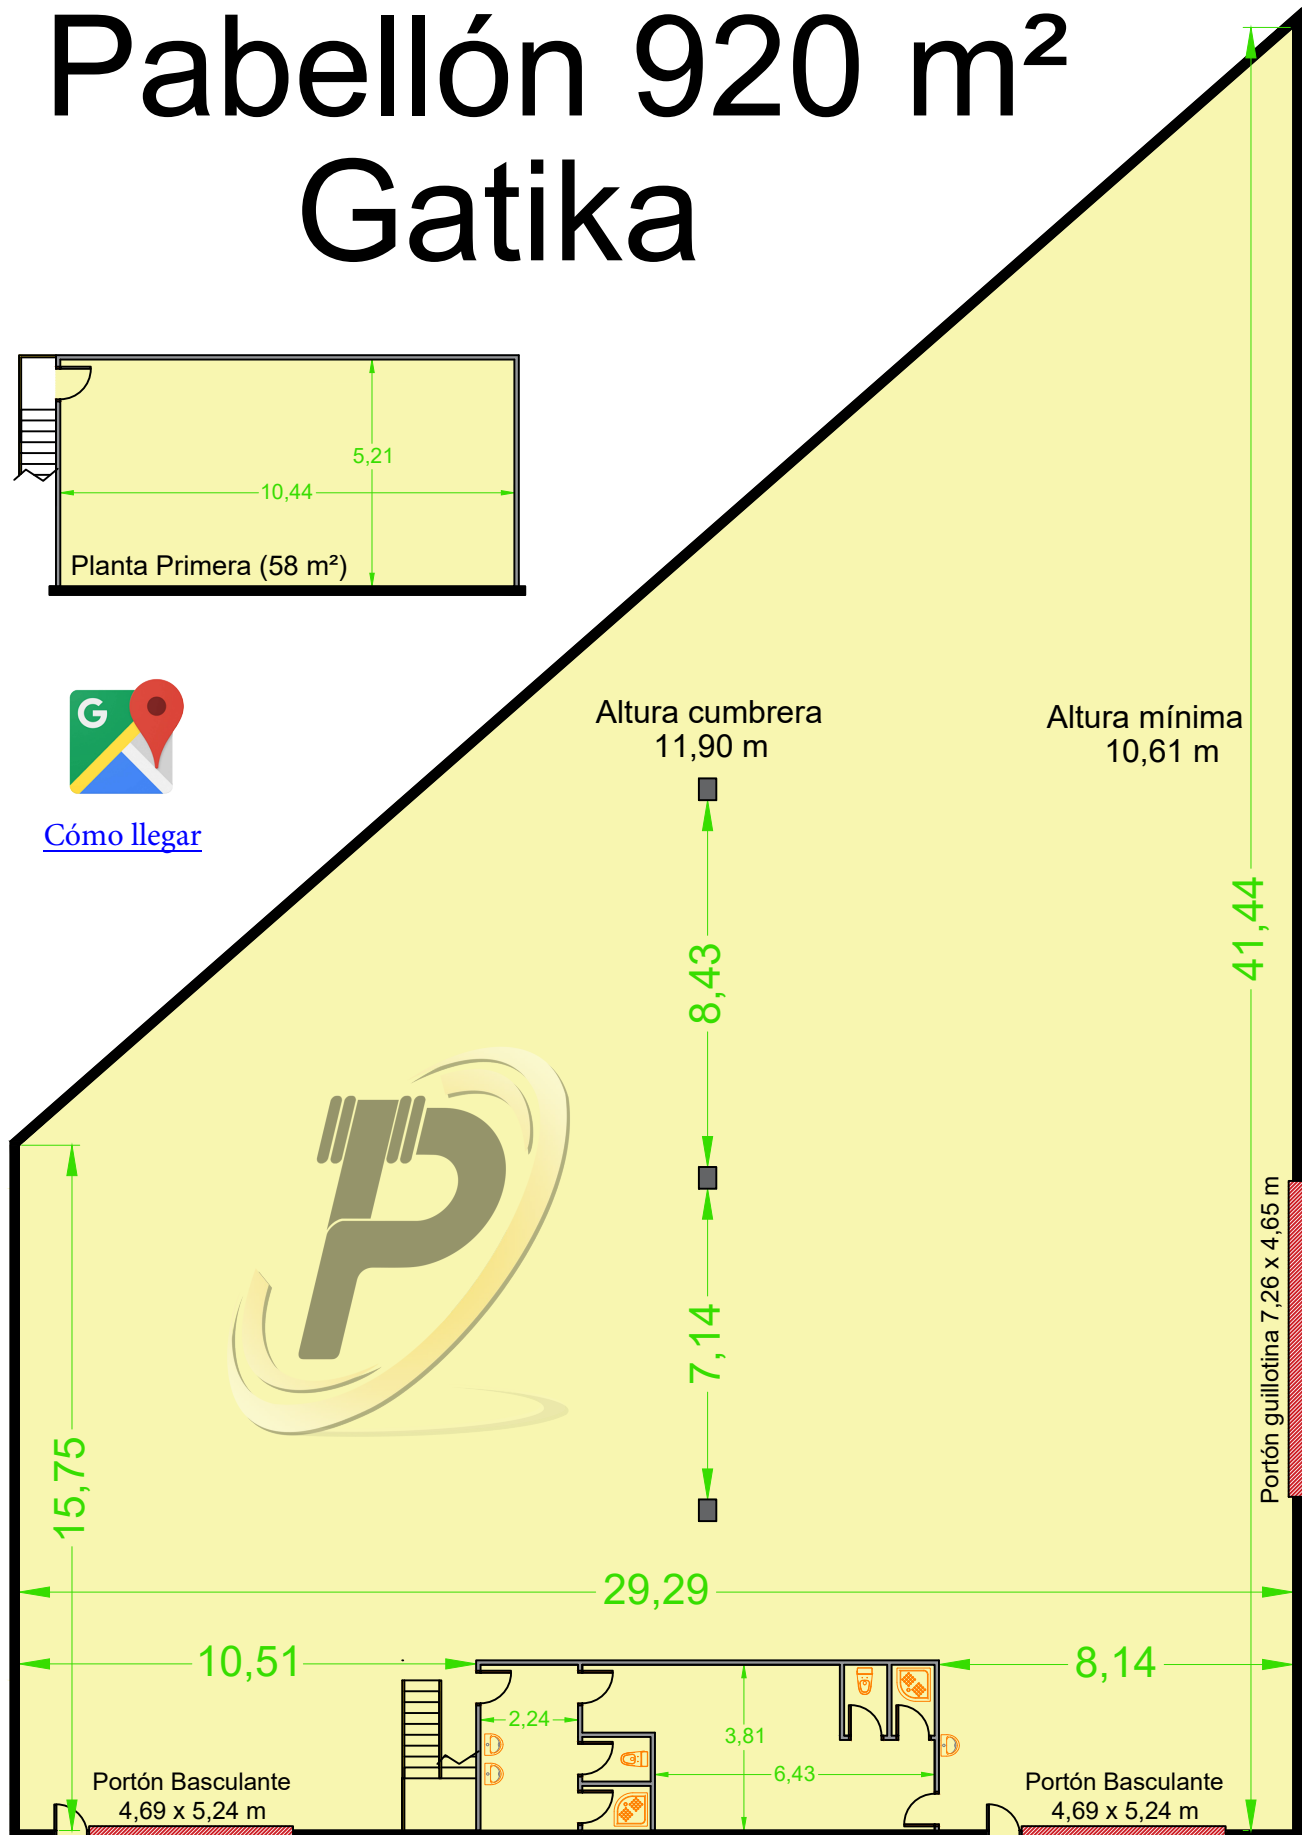 Pabellón 920 m²
Gatika
5,21
10,44
Planta Primera (58 m²)
G
Cómo llegar
Altura cumbrera
11,90 m
Altura mínima
10,61 m
8,43
41,44
7,14
Portón guillotina 7,26 x 4,65 m
15,75
29,29
10,51
8,14
2,24
3,81
6,43
Portón Basculante
4,69 x 5,24 m
Portón Basculante
4,69 x 5,24 m